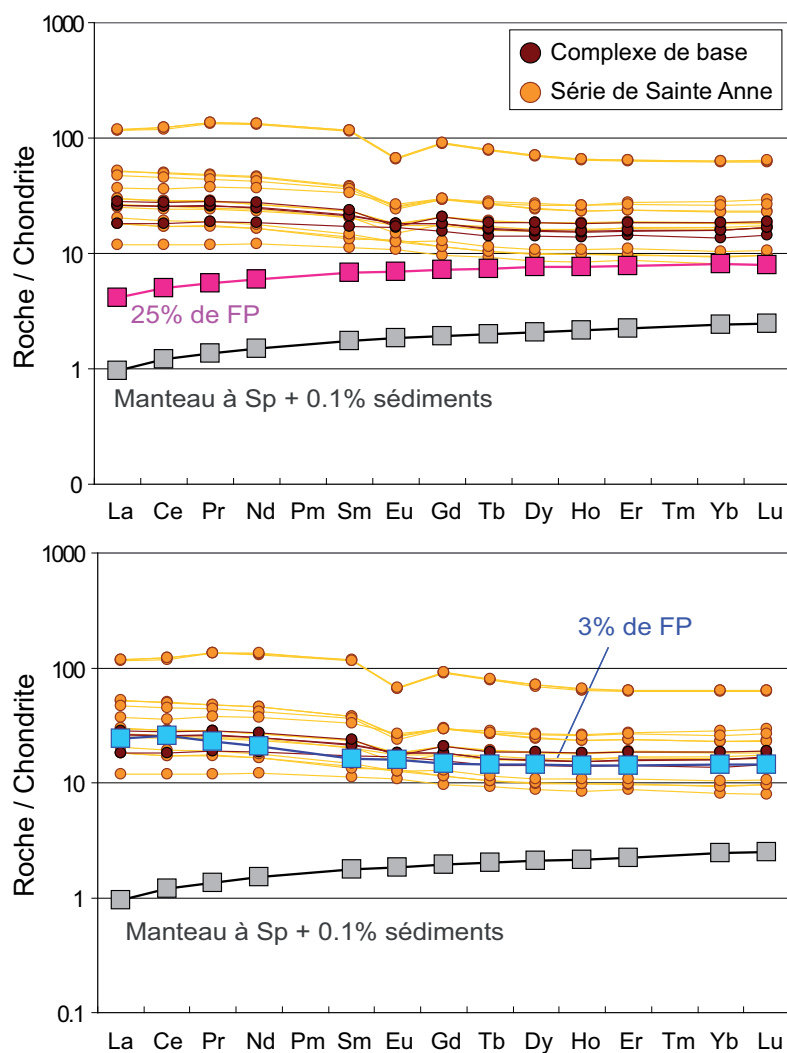 1000
100
10
1
0
Roche / Chondrite
Complexe de base
Série de Sainte Anne
25% de FP
Manteau à Sp + 0.1% sédiments
La Ce Pr Nd Pm Sm Eu Gd Tb Dy Ho Er Tm Yb Lu
1000
100
10
1
0.1
Roche / Chondrite
3% de FP
Manteau à Sp + 0.1% sédiments
La Ce Pr Nd Pm Sm Eu Gd Tb Dy Ho Er Tm Yb Lu